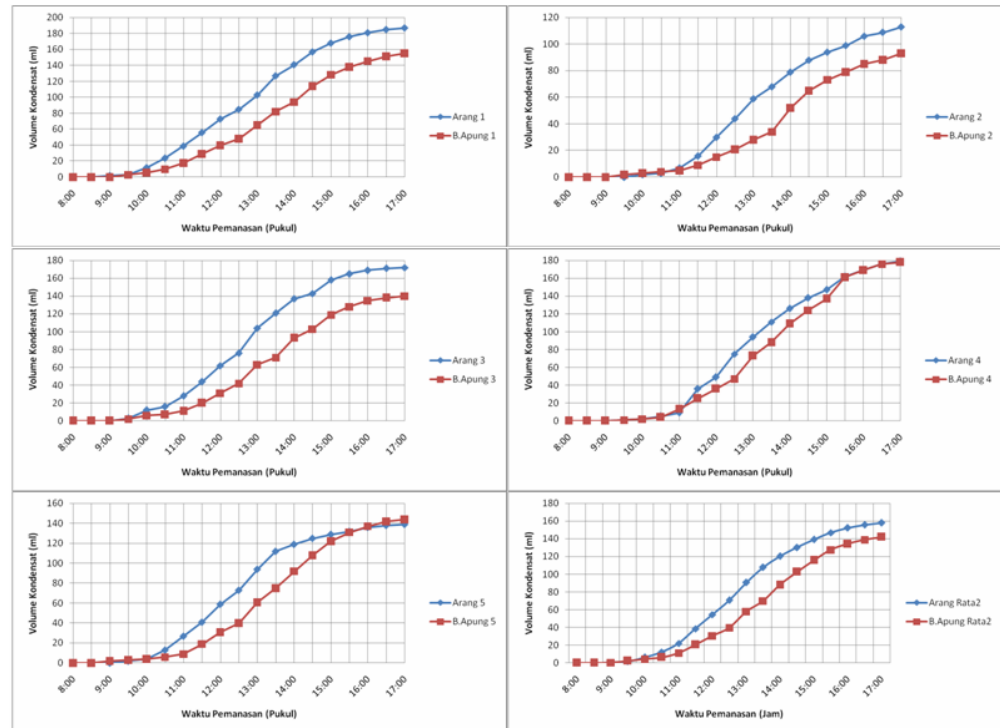 200
180
160
140
120
100
80
60
40
20
0
Volume Kondensat (ml)
8:00 9:00 10:00 11:00 12:00 13:00 14:00 15:00 16:00 17:00
Waktu Pemanasan (Pukul)
Arang 1
B.Apung 1
120
100
80
60
40
20
0
Volume Kondensat (ml)
8:00 9:00 10:00 11:00 12:00 13:00 14:00 15:00 16:00 17:00
Waktu Pemanasan (Pukul)
Arang 2
B.Apung 2
180
160
140
120
100
80
60
40
20
0
Volume Kondensat (ml)
8:00 9:00 10:00 11:00 12:00 13:00 14:00 15:00 16:00 17:00
Waktu Pemanasan (Pukul)
Arang 3
B.Apung 3
180
160
140
120
100
80
60
40
20
0
Volume Kondensat (ml)
8:00 9:00 10:00 11:00 12:00 13:00 14:00 15:00 16:00 17:00
Waktu Pemanasan (Pukul)
Arang 4
B.Apung 4
160
140
120
100
80
60
40
20
0
Volume Kondensat (ml)
8:00 9:00 10:00 11:00 12:00 13:00 14:00 15:00 16:00 17:00
Waktu Pemanasan (Pukul)
Arang 5
B.Apung 5
180
160
140
120
100
80
60
40
20
0
Volume Kondensat (ml)
8:00 9:00 10:00 11:00 12:00 13:00 14:00 15:00 16:00 17:00
Waktu Pemanasan (Jam)
Arang Rata2
B.Apung Rata2